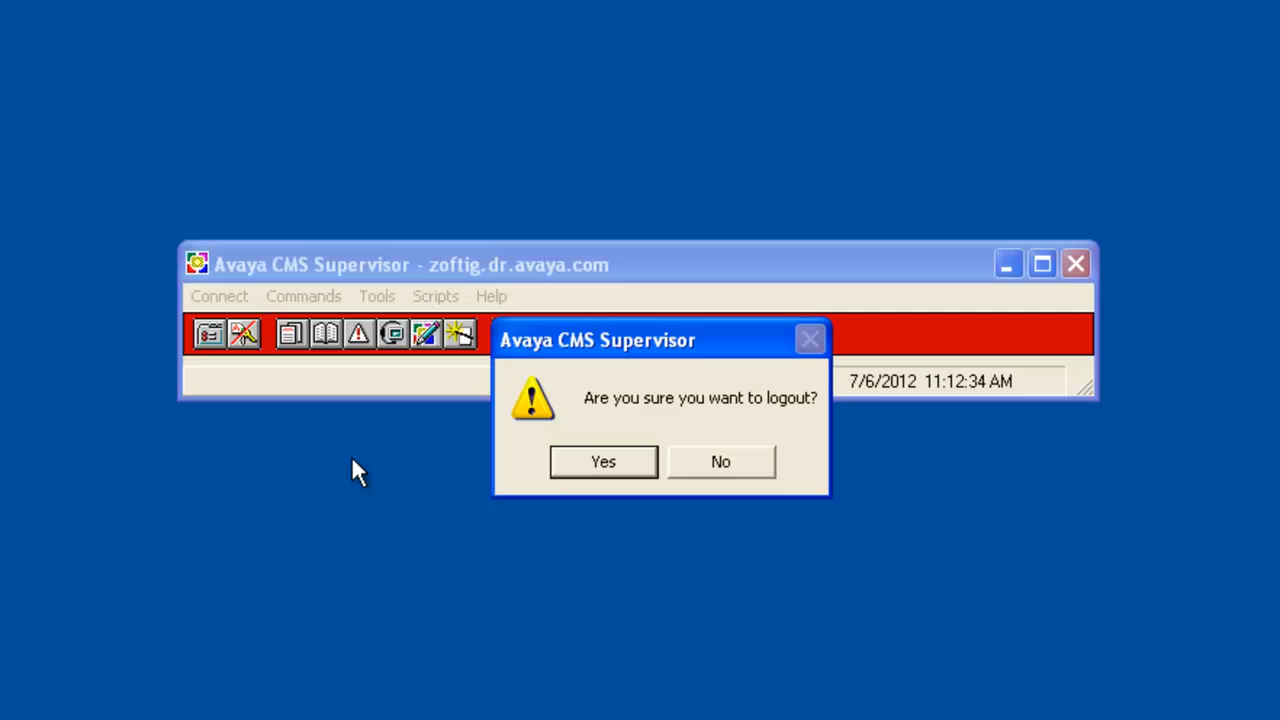 Avaya CMS Supervisor - zoftig.dr.avaya.com
Connect Commands Tools Scripts Help
Avaya CMS Supervisor
7/6/2012 11:12:34 AM
Are you sure you want to logout?
Yes No